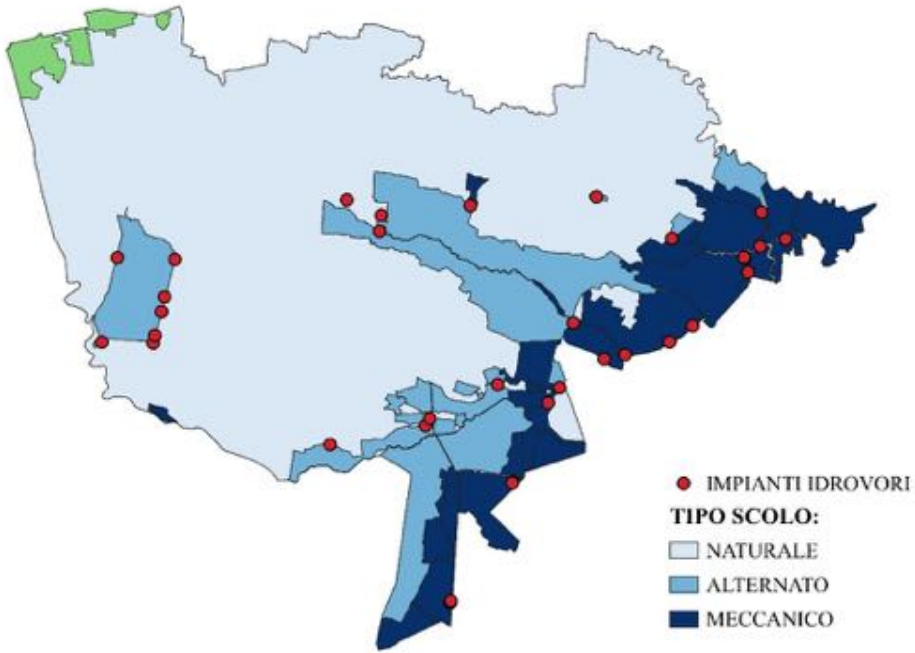 IMPIANTI IDROVORI
TIPO SCOLO:
NATURALE
ALTERNATO
MECCANICO